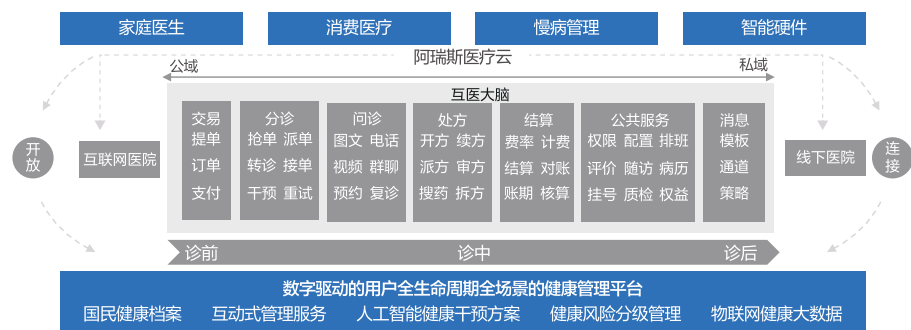 家庭医生 消费医疗 慢病管理 智能硬件
阿瑞斯医疗云
公域 私域
互医大脑
交易 分诊 问诊 处方 结算 公共服务 消息
提单 抢单 派单 图文 电话 开方 续方 费率 计费 权限 配置 排班 模板
订单 转诊 接单 视频 群聊 派方 审方 结算 对账 评价 随访 病历 通道
支付 干预 重试 预约 复诊 搜药 拆方 账期 核算 挂号 质检 权益 策略
开放 互联网医院 线下医院 连接
诊前 诊中 诊后
数字驱动的用户全生命周期全场景的健康管理平台
国民健康档案 互动式管理服务 人工智能健康干预方案 健康风险分级管理 物联网健康大数据